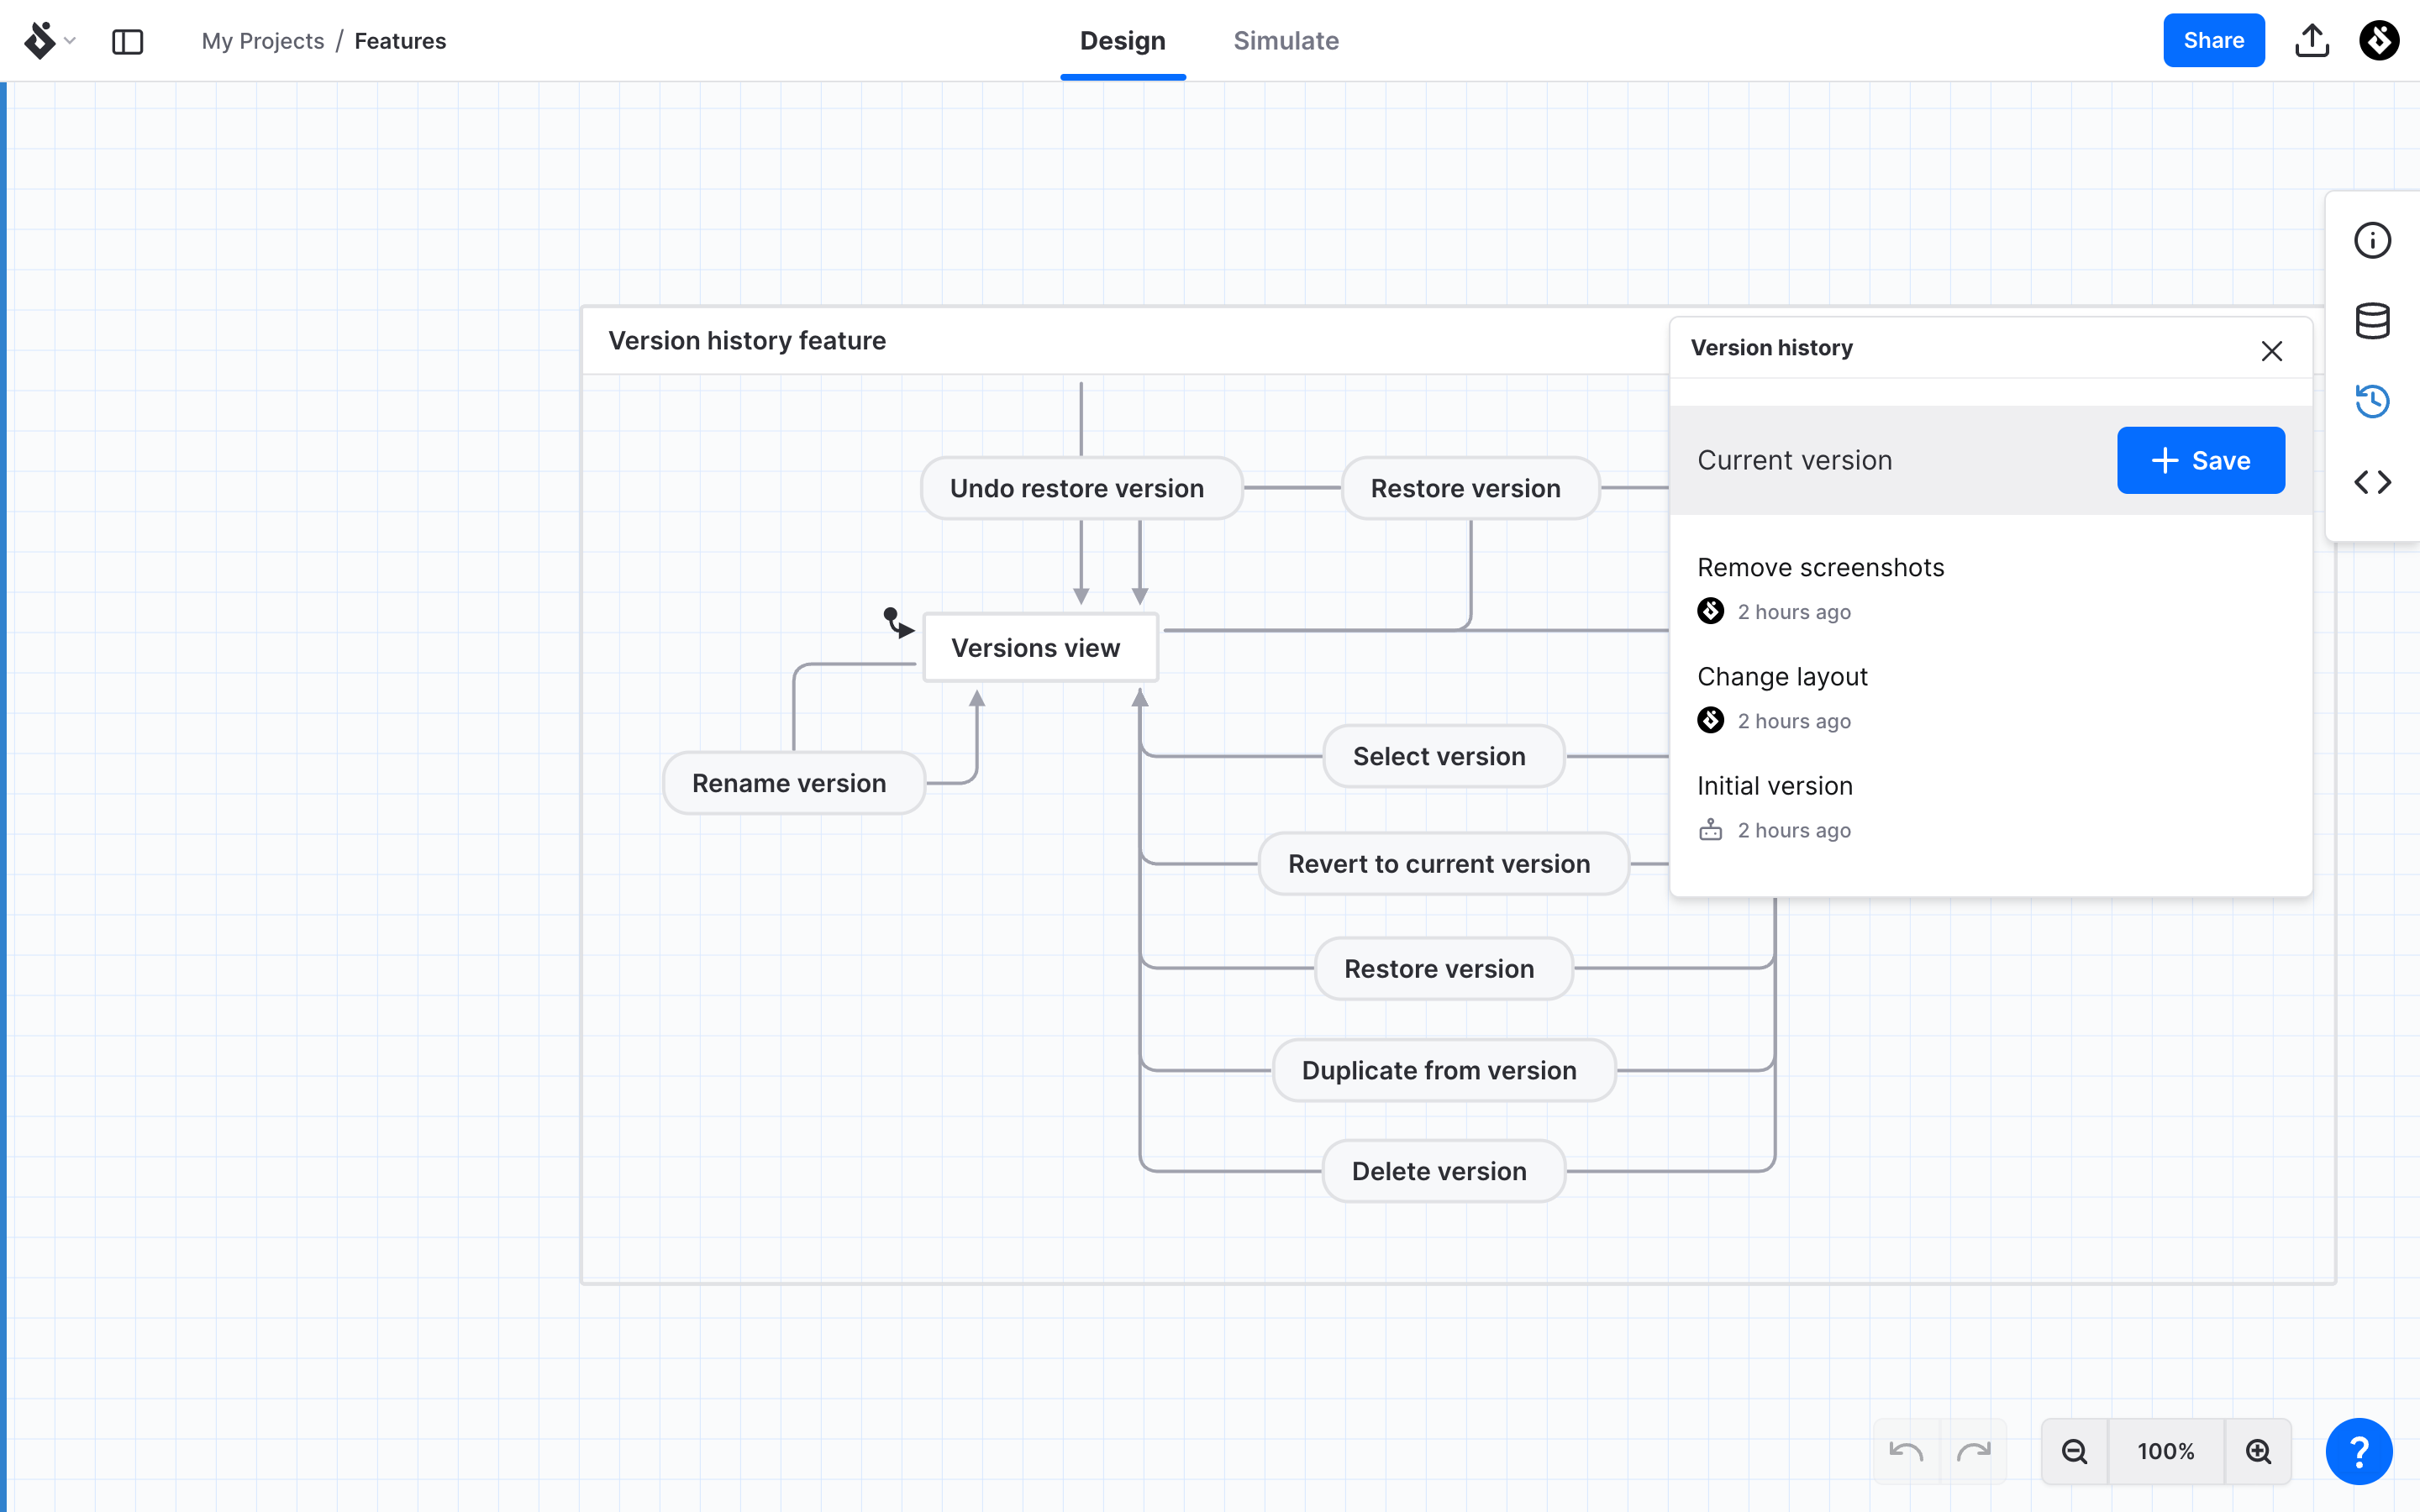 My Projects / Features
Design
Simulate
Share
Version history feature
Version history
Current version
Save
Undo restore version
Restore version
Remove screenshots
2 hours ago
Versions view
Change layout
2 hours ago
Select version
Rename version
Initial version
2 hours ago
Revert to current version
Restore version
Duplicate from version
Delete version
100%
?